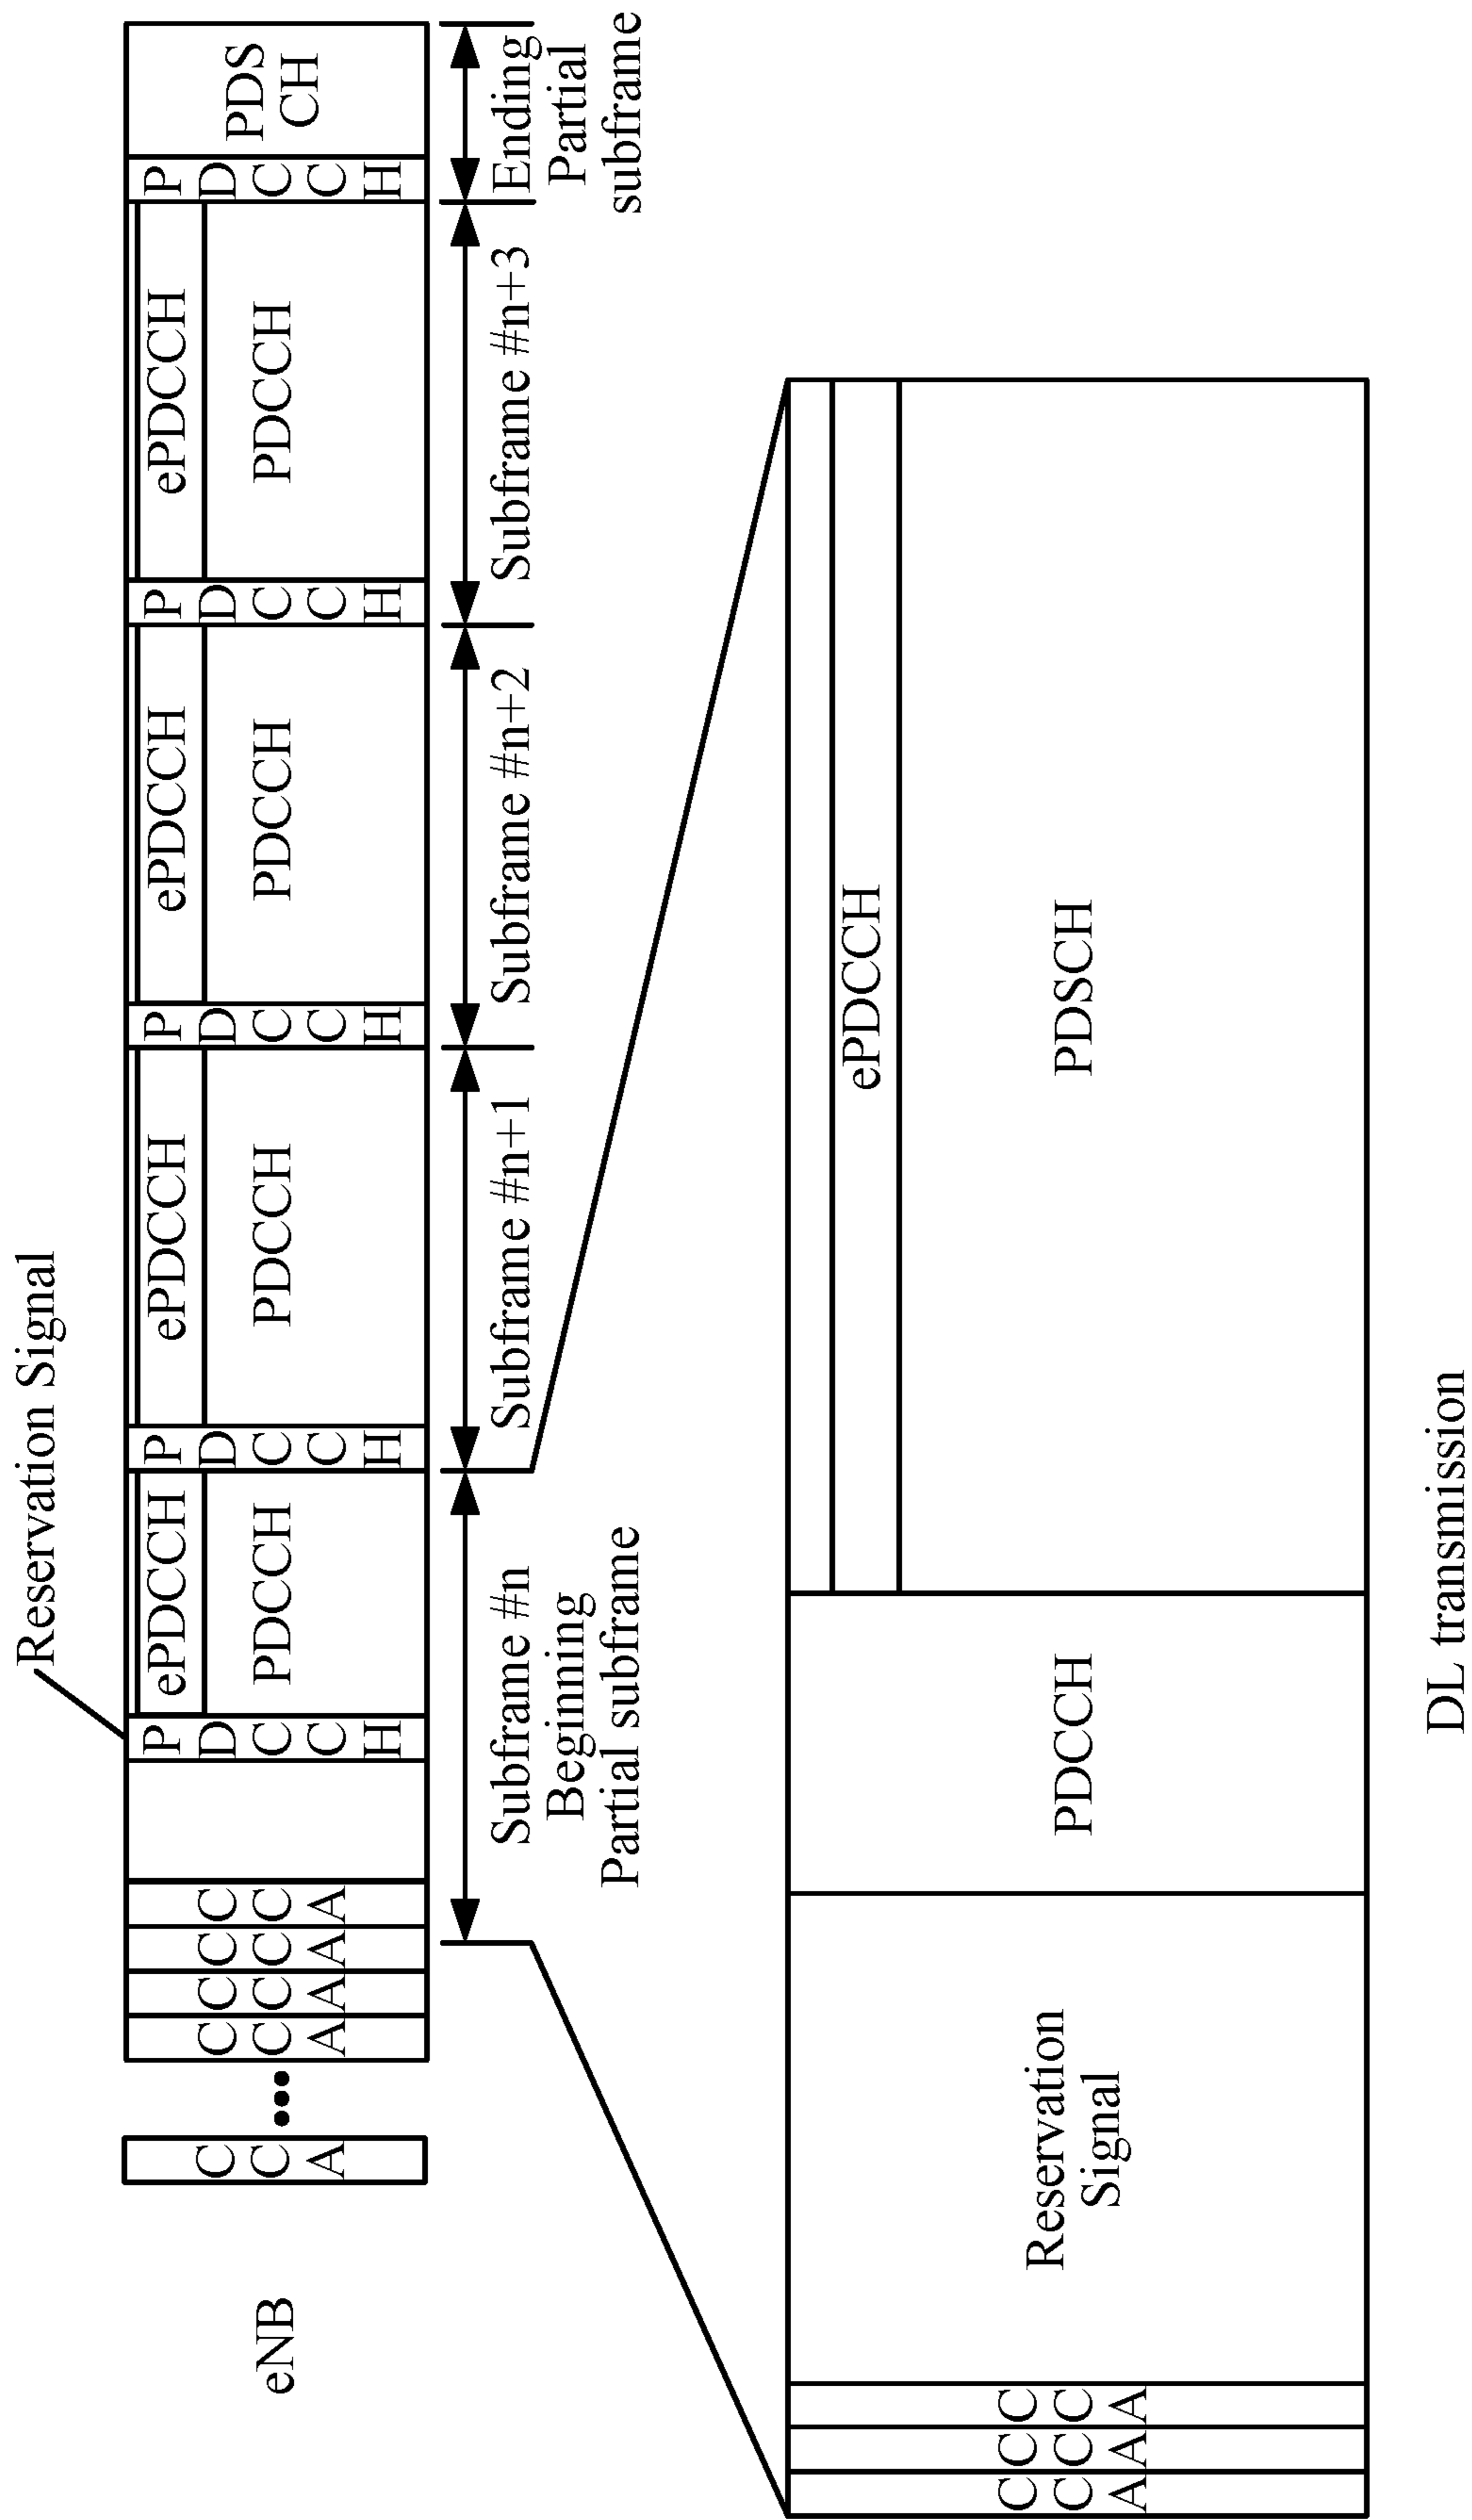 Reservation Signal
eNB
CCA
CCA
CCA
CCA
CCA
PDCCH
ePDCCH
PDCCH
PDCCH
ePDCCH
PDCCH
PDCCH
ePDCCH
PDCCH
PDCCH
ePDCCH
PDCCH
PDCCH
PDS
CH
Subframe #n
Beginning
Partial subframe
Subframe #n+1
Subframe #n+2
Subframe #n+3
Ending
Partial
subframe
CCA
CCA
CCA
Reservation
Signal
PDCCH
ePDCCH
PDSCH
DL transmission